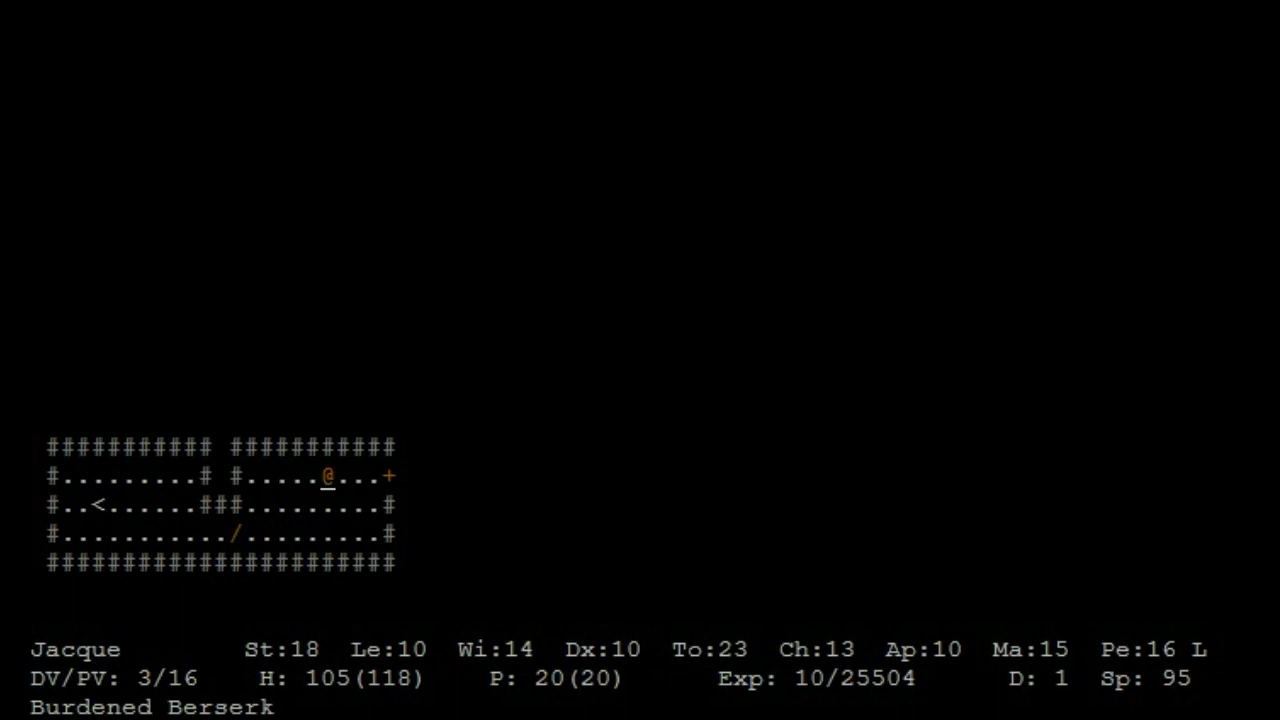 ########### ###########
#.........# #.....@...+
#..<......###.........#
#.........../.........#
#######################
Jacque St:18 Le:10 Wi:14 Dx:10 To:23 Ch:13 Ap:10 Ma:15 Pe:16 L
DV/PV: 3/16 H: 105(118) P: 20(20) Exp: 10/25504 D: 1 Sp: 95
Burdened Berserk